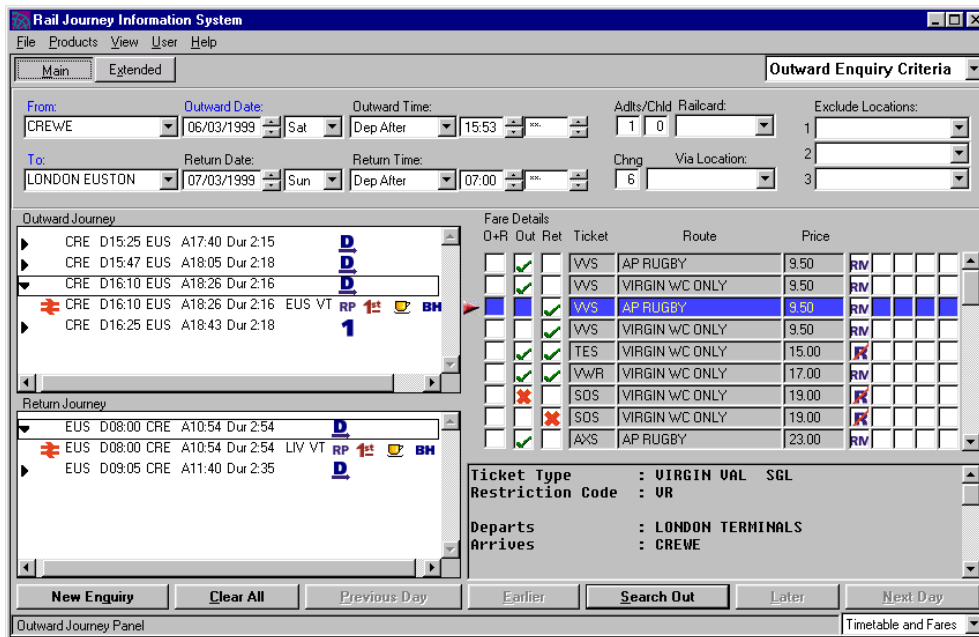 Rail Journey Information System
File Products View User Help
Main Extended Outward Enquiry Criteria
From: Outward Date: Outward Time: Adlts/Chld Railcard: Exclude Locations:
CREWE 06/03/1999 Sat Dep After 15:53 1 0 1
To: Return Date: Return Time: Chng Via Location: 2
LONDON EUSTON 07/03/1999 Sun Dep After 07:00 6 3
Outward Journey
CRE D15:25 EUS A17:40 Dur 2:15 D
CRE D15:47 EUS A18:05 Dur 2:18 D
CRE D16:10 EUS A18:26 Dur 2:16 D
CRE D16:10 EUS A18:26 Dur 2:16 EUS VT RP 1st BH
CRE D16:25 EUS A18:43 Dur 2:18 1
Return Journey
EUS D08:00 CRE A10:54 Dur 2:54 D
EUS D08:00 CRE A10:54 Dur 2:54 LIV VT RP 1st BH
EUS D09:05 CRE A11:40 Dur 2:35 D
Fare Details
O+R Out Ret Ticket Route Price
VVS AP RUGBY 9.50
VVS VIRGIN WC ONLY 9.50
VVS AP RUGBY 9.50
VVS VIRGIN WC ONLY 9.50
TES VIRGIN WC ONLY 15.00 R
VWR VIRGIN WC ONLY 17.00
SOS VIRGIN WC ONLY 19.00 R
SOS VIRGIN WC ONLY 19.00 R
AXS AP RUGBY 23.00
Ticket Type : VIRGIN VAL SGL
Restriction Code : VR
Departs : LONDON TERMINALS
Arrives : CREWE
New Enquiry Clear All Previous Day Earlier Search Out Later Next Day
Outward Journey Panel Timetable and Fares